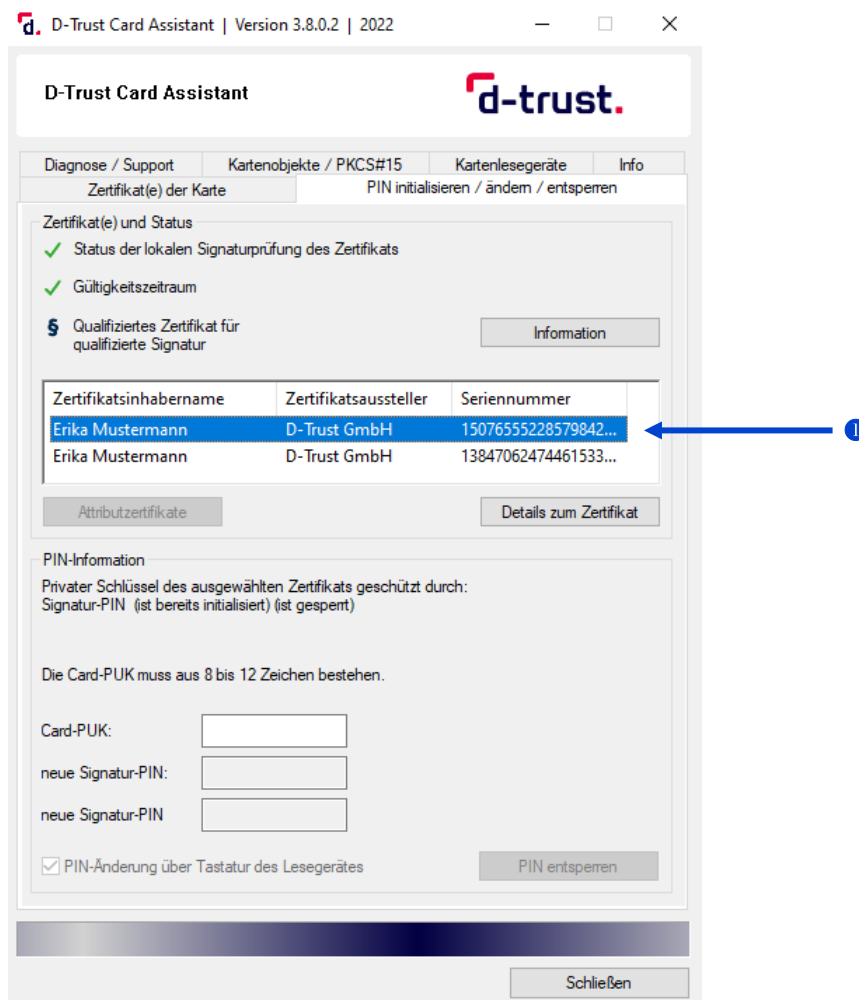 d. D-Trust Card Assistant | Version 3.8.0.2 | 2022
D-Trust Card Assistant
d-trust.
Diagnose / Support Kartenobjekte / PKCS#15 Kartenlesegeräte Info
Zertifikat(e) der Karte PIN initialisieren / ändern / entsperren
Zertifikat(e) und Status
Status der lokalen Signaturprüfung des Zertifikats
Gültigkeitszeitraum
§ Qualifiziertes Zertifikat für
qualifizierte Signatur
Information
Zertifikatsinhabername Zertifikatsaussteller Seriennummer
Erika Mustermann D-Trust GmbH 15076555228579842...
Erika Mustermann D-Trust GmbH 13847062474461533...
1
Attributzertifikate Details zum Zertifikat
PIN-Information
Privater Schlüssel des ausgewählten Zertifikats geschützt durch:
Signatur-PIN (ist bereits initialisiert) (ist gesperrt)
Die Card-PUK muss aus 8 bis 12 Zeichen bestehen.
Card-PUK:
neue Signatur-PIN:
neue Signatur-PIN
PIN-Änderung über Tastatur des Lesegerätes PIN entsperren
Schließen